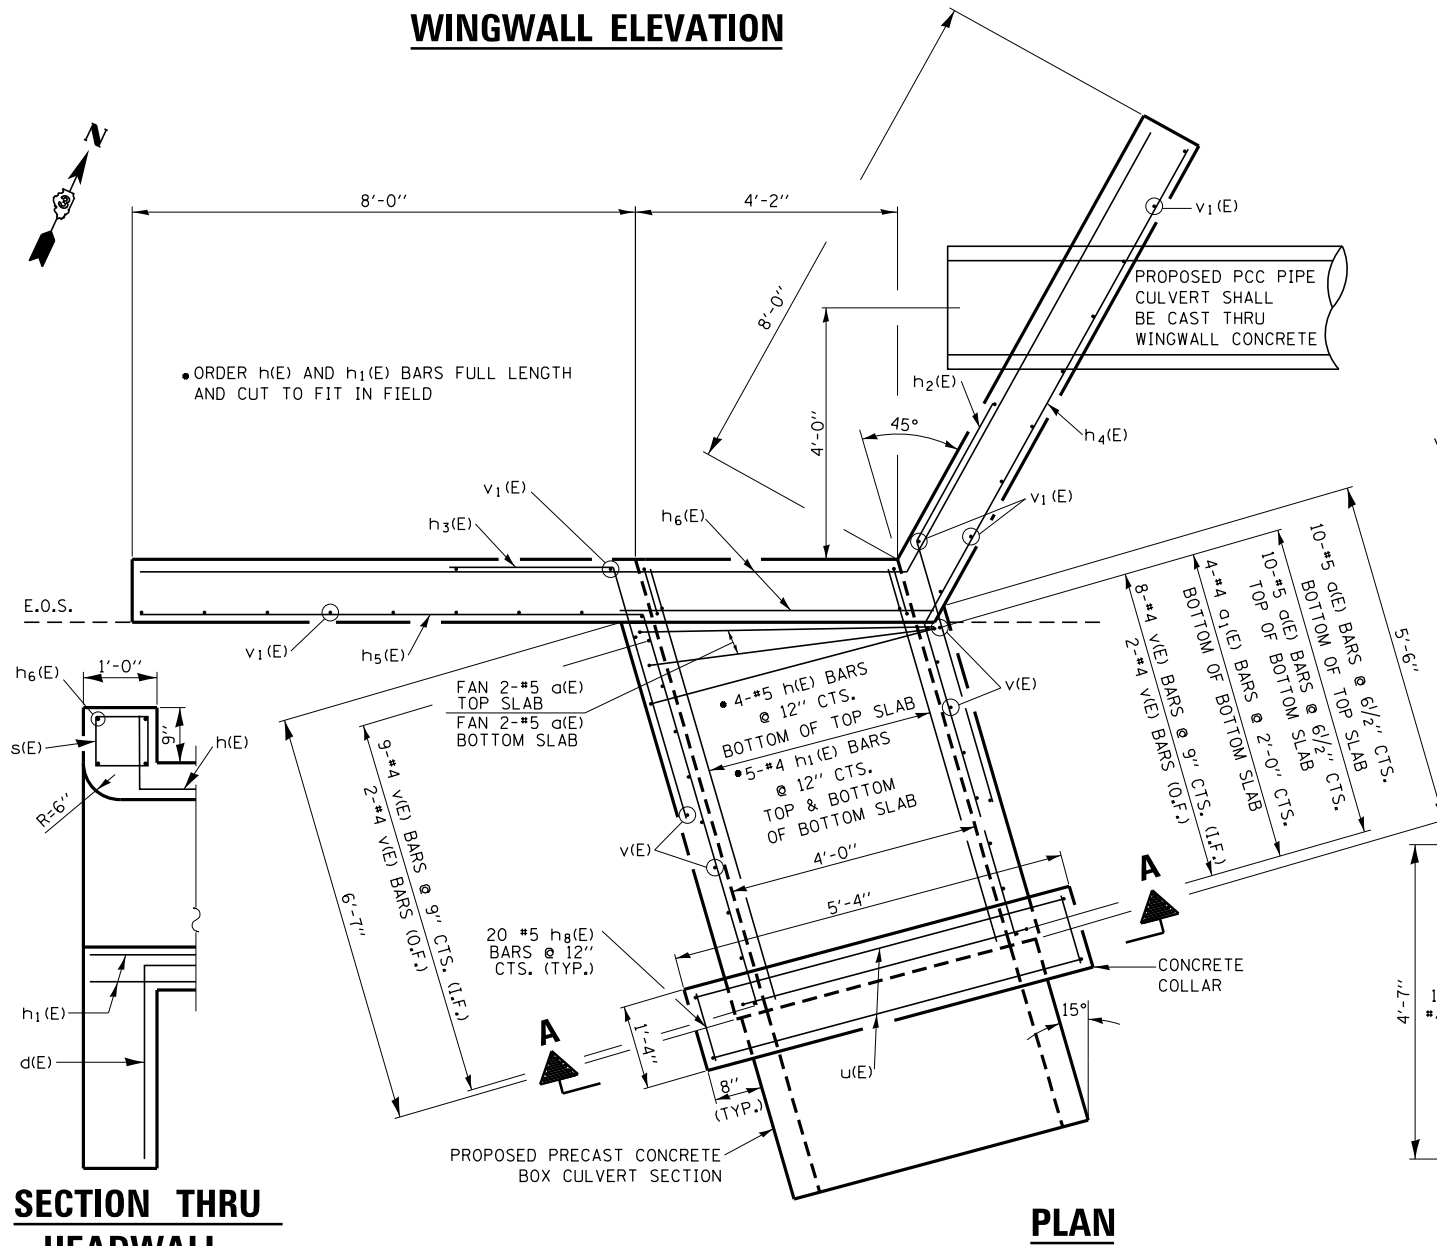 WINGWALL ELEVATION
N
3
8'-0"
4'-2"
v1(E)
PROPOSED PCC PIPE
CULVERT SHALL
BE CAST THRU
WINGWALL CONCRETE
8'-0"
• ORDER h(E) AND h1(E) BARS FULL LENGTH
AND CUT TO FIT IN FIELD
h2(E)
45°
4'-0"
h4(E)
v1(E)
h3(E)
h6(E)
v1(E)
E.O.S.
v1(E)
h5(E)
FAN 2-#5 a(E)
TOP SLAB
FAN 2-#5 a(E)
BOTTOM SLAB
• 4-#5 h(E) BARS
@ 12" CTS.
BOTTOM OF TOP SLAB
• 5-#4 h1(E) BARS
@ 12" CTS.
TOP & BOTTOM
OF BOTTOM SLAB
v(E)
5'-6"
10-#5 a(E) BARS @ 6½" CTS.
BOTTOM OF TOP SLAB
10-#5 a(E) BARS @ 6½" CTS.
TOP OF BOTTOM SLAB
4-#4 a1(E) BARS @ 2'-0" CTS.
BOTTOM OF BOTTOM SLAB
8-#4 v(E) BARS @ 9" CTS. (I.F.)
2-#4 v(E) BARS (O.F.)
h6(E)
1'-0"
s(E)
9"
h(E)
R=6"
h1(E)
d(E)
9-#4 v(E) BARS @ 9" CTS. (I.F.)
2-#4 v(E) BARS (O.F.)
6'-7"
v(E)
4'-0"
5'-4"
20 #5 h8(E)
BARS @ 12"
CTS. (TYP.)
A
A
CONCRETE
COLLAR
1'-4"
8"
(TYP.)
u(E)
15°
4'-7"
PROPOSED PRECAST CONCRETE
BOX CULVERT SECTION
SECTION THRU
HEADWALL
PLAN